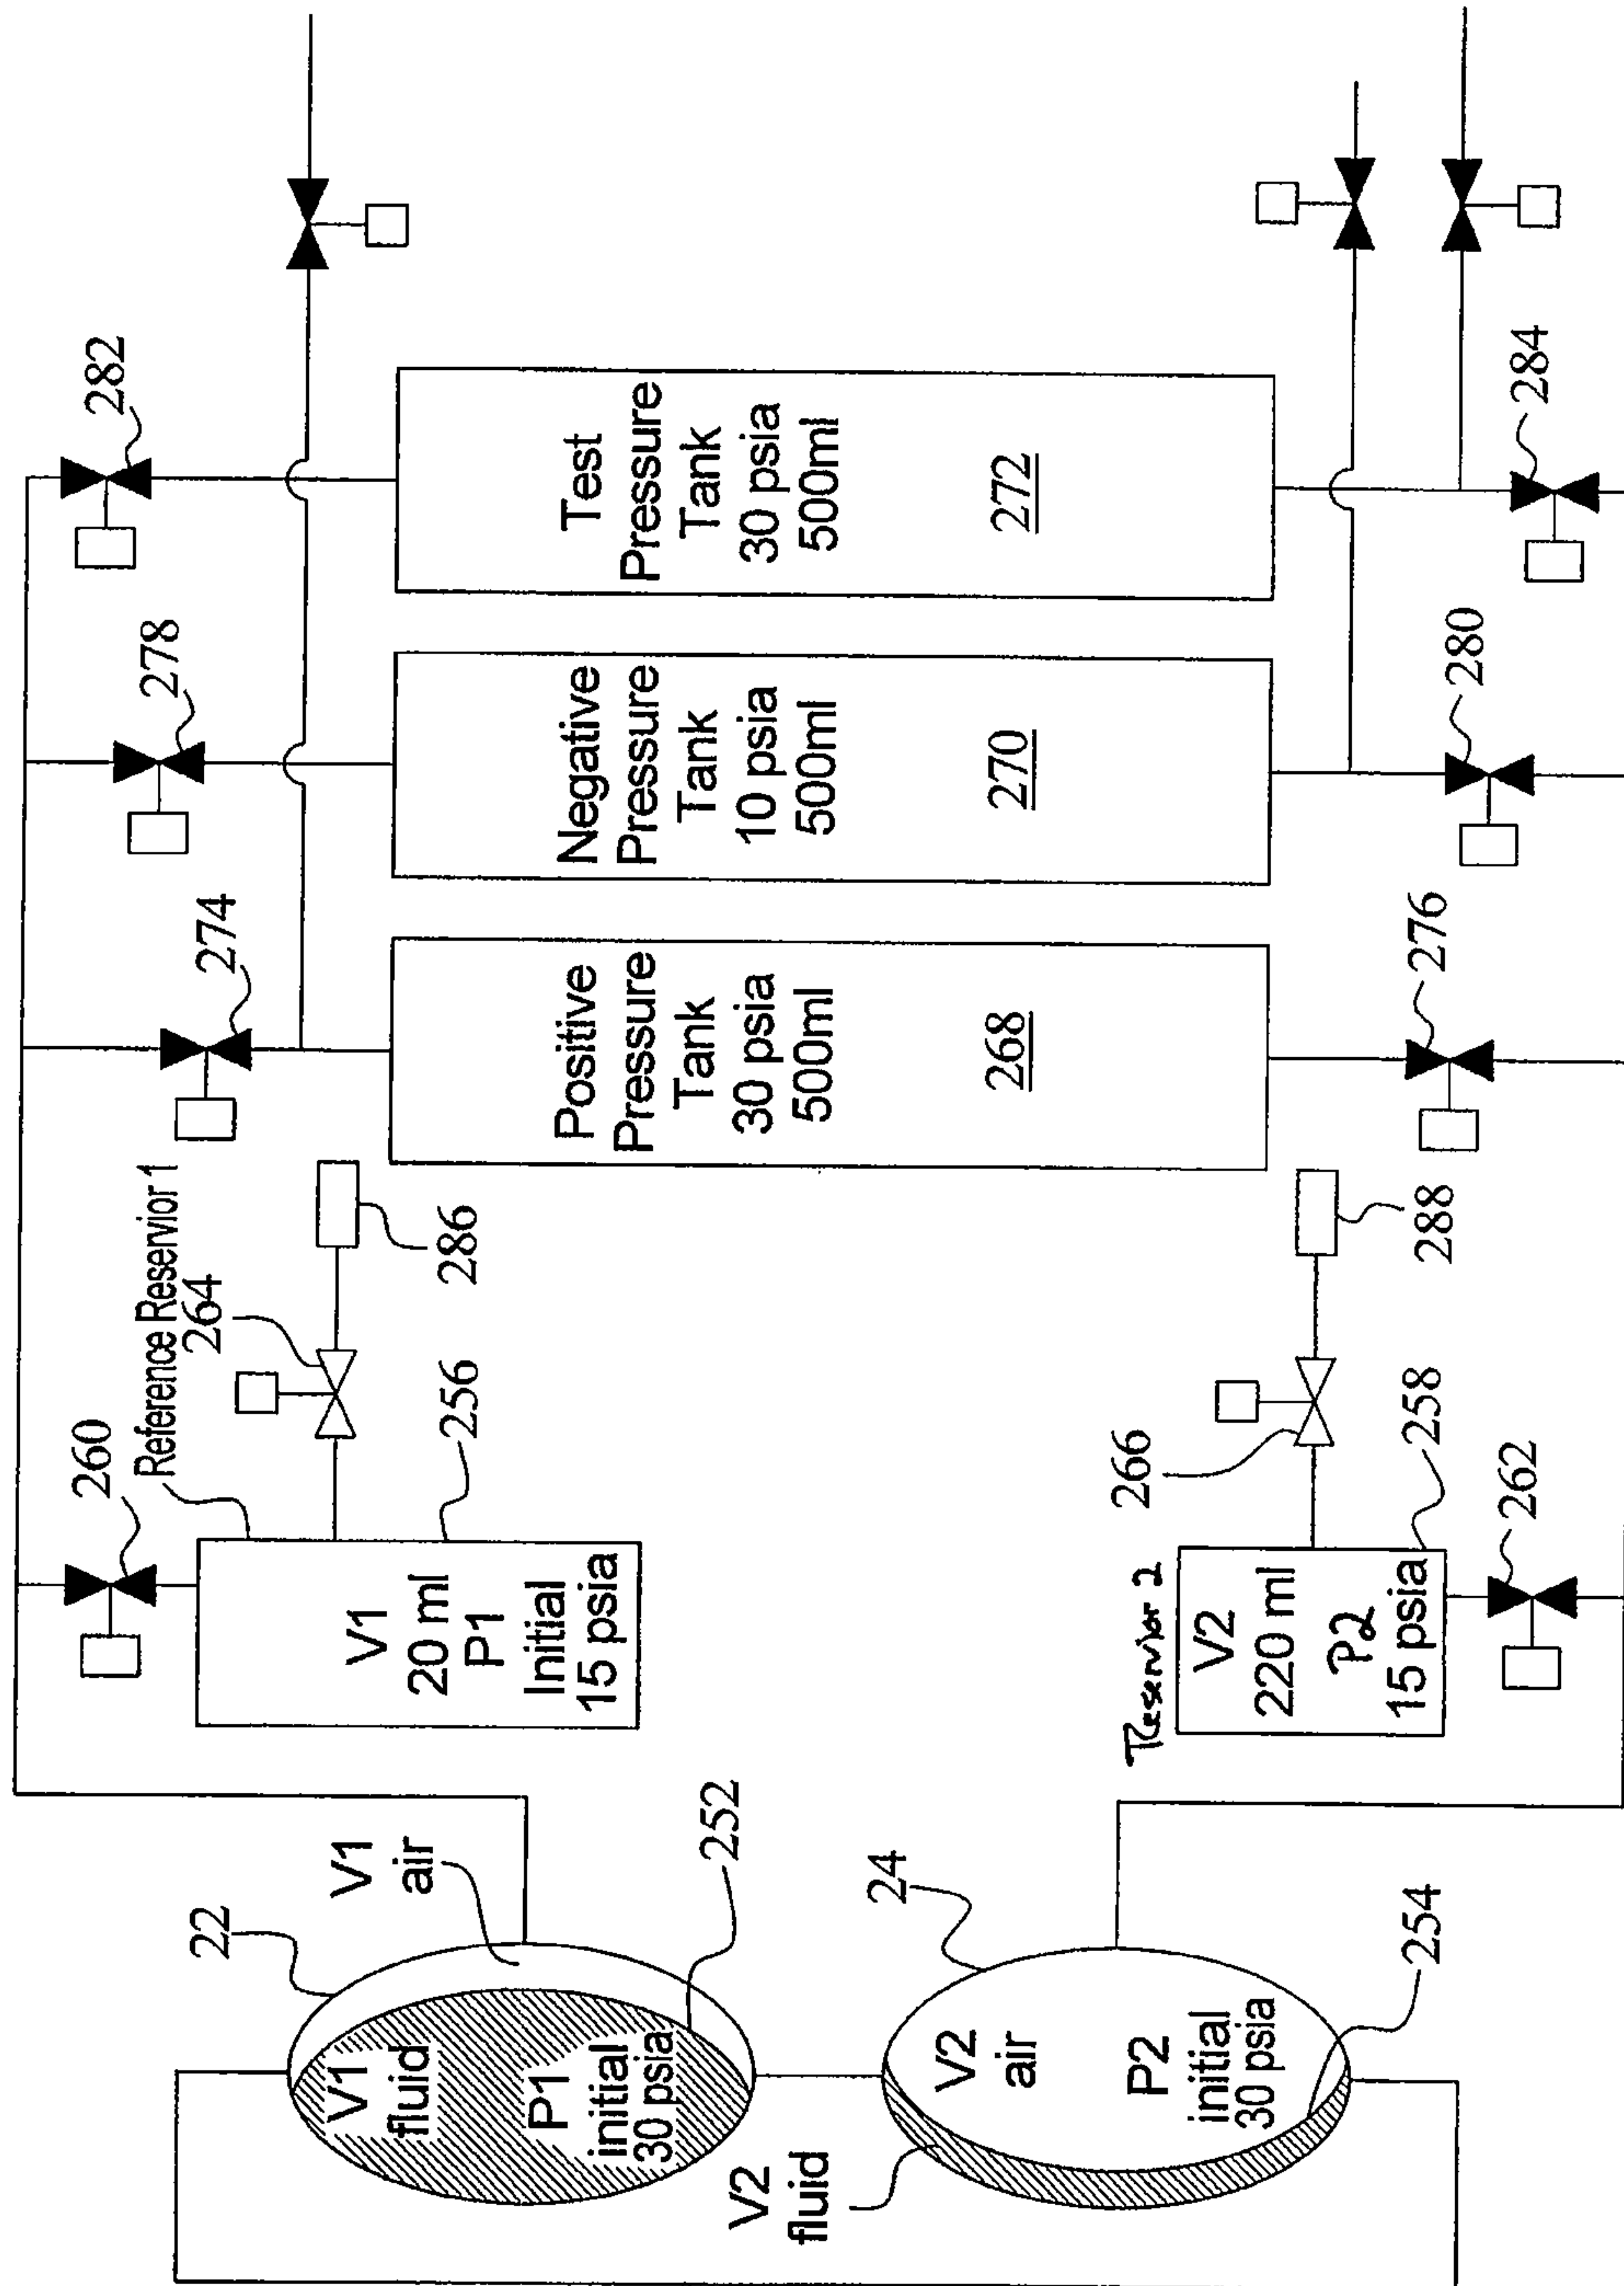 282
278
274
Reference Reservior 1
260
264
286
256
V1
20 ml
P1
Initial
15 psia
Test
Pressure
Tank
30 psia
500ml
272
Negative
Pressure
Tank
10 psia
500ml
270
Positive
Pressure
Tank
30 psia
500ml
268
284
280
276
288
266
258
262
Reservior 2
V2
220 ml
P2
15 psia
V1
air
22
252
V1
fluid
P1
initial
30 psia
24
254
V2
air
P2
initial
30 psia
V2
fluid